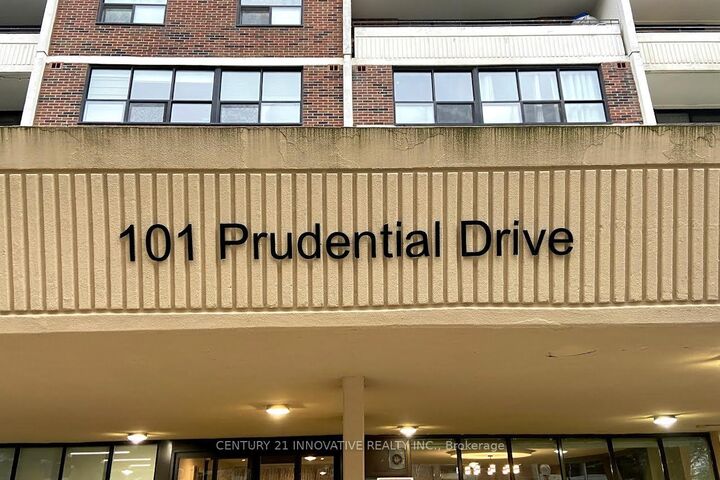 101 Prudential Drive
CENTURY 21 INNOVATIVE REALTY INC., Brokerage